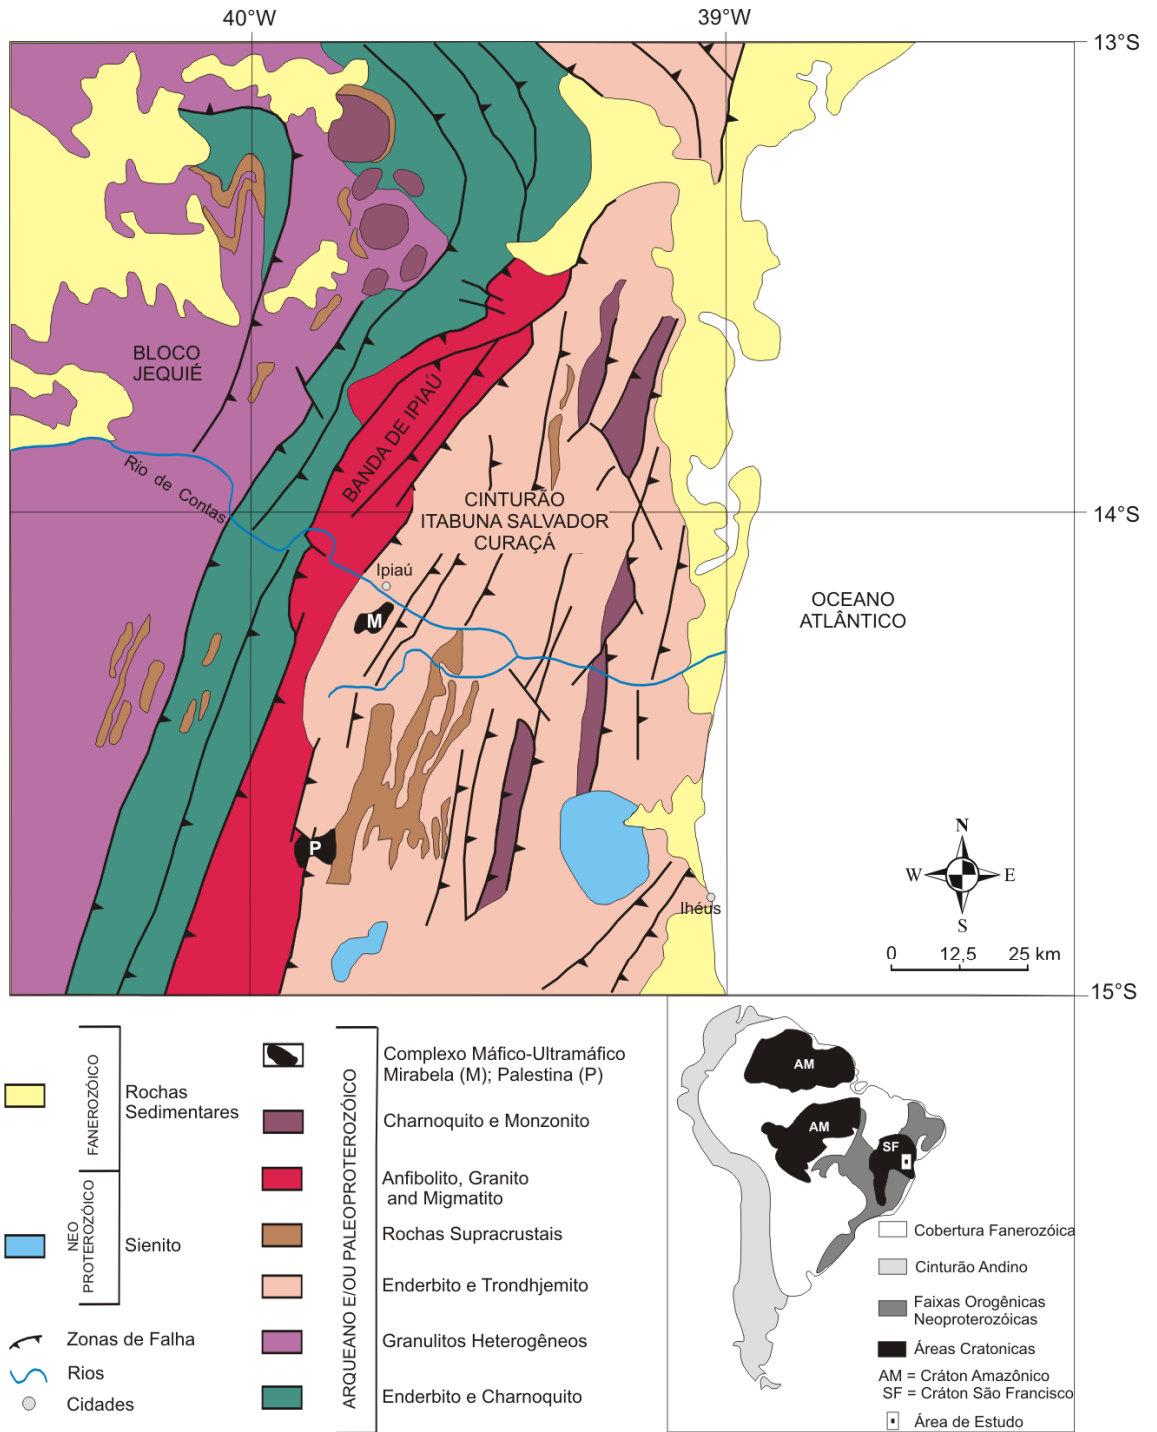 40°W
39°W
13°S
BLOCO
JEQUIÉ
BANDA DE IPIAÚ
Rio de Contas
CINTURÃO
ITABUNA SALVADOR
CURAÇÁ
14°S
Ipiaú
M
OCEANO
ATLÂNTICO
P
Ihéus
N
W
E
S
0 12,5 25 km
15°S
FANEROZÓICO
Rochas
Sedimentares
NEO
PROTEROZÓICO
Sienito
Zonas de Falha
Rios
Cidades
ARQUEANO E/OU PALEOPROTEROZÓICO
Complexo Máfico-Ultramáfico
Mirabela (M); Palestina (P)
Charnoquito e Monzonito
Anfibolito, Granito
and Migmatito
Rochas Supracrustais
Enderbito e Trondhjemito
Granulitos Heterogêneos
Enderbito e Charnoquito
AM
AM
SF
Cobertura Fanerozóica
Cinturão Andino
Faixas Orogênicas
Neoproterozóicas
Áreas Cratonicas
AM = Cráton Amazônico
SF = Cráton São Francisco
Área de Estudo